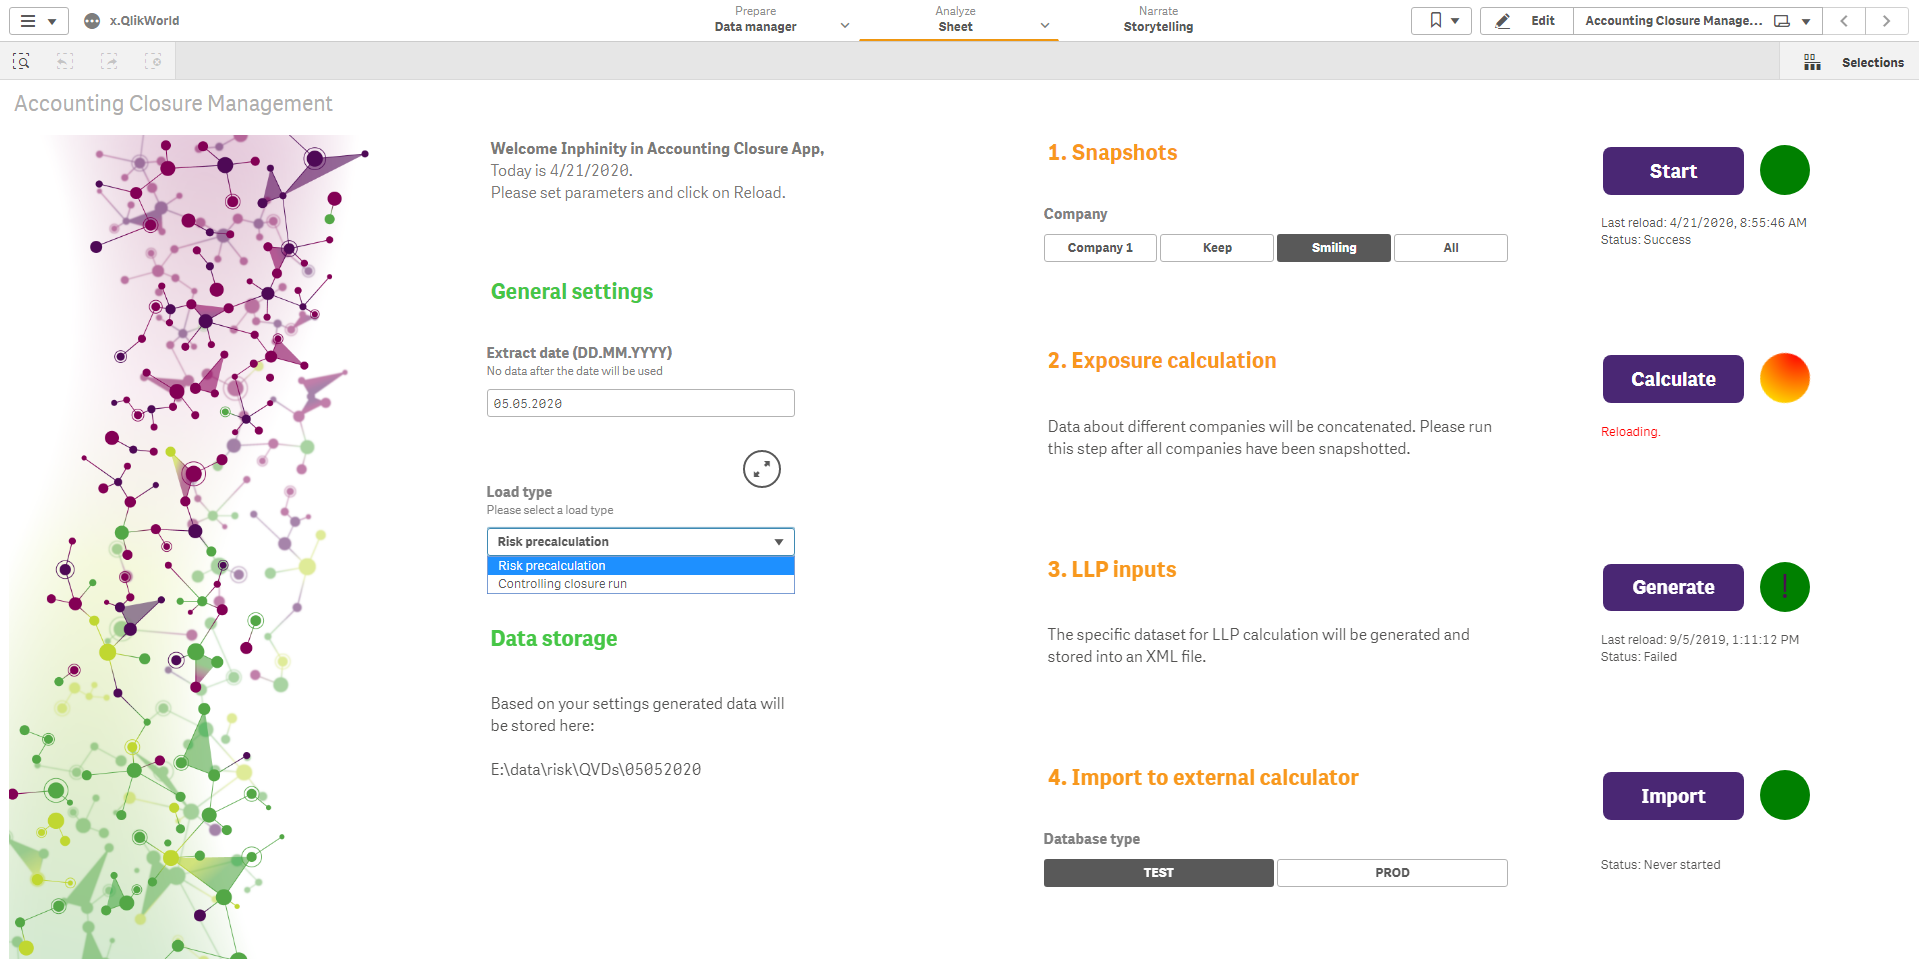 x.QlikWorld
Prepare
Data manager
Analyze
Sheet
Narrate
Storytelling
Edit
Accounting Closure Manage...
Selections
Accounting Closure Management
Welcome Inphinity in Accounting Closure App,
Today is 4/21/2020.
Please set parameters and click on Reload.
General settings
Extract date (DD.MM.YYYY)
No data after the date will be used
05.05.2020
Load type
Please select a load type
Risk precalculation
Risk precalculation
Controlling closure run
Data storage
Based on your settings generated data will
be stored here:
E:\data\risk\QVDs\05052020
1. Snapshots
Company
Company 1
Keep
Smiling
All
Start
Last reload: 4/21/2020, 8:55:46 AM
Status: Success
2. Exposure calculation
Data about different companies will be concatenated. Please run
this step after all companies have been snapshotted.
Calculate
Reloading.
3. LLP inputs
The specific dataset for LLP calculation will be generated and
stored into an XML file.
Generate
!
Last reload: 9/5/2019, 1:11:12 PM
Status: Failed
4. Import to external calculator
Database type
TEST
PROD
Import
Status: Never started